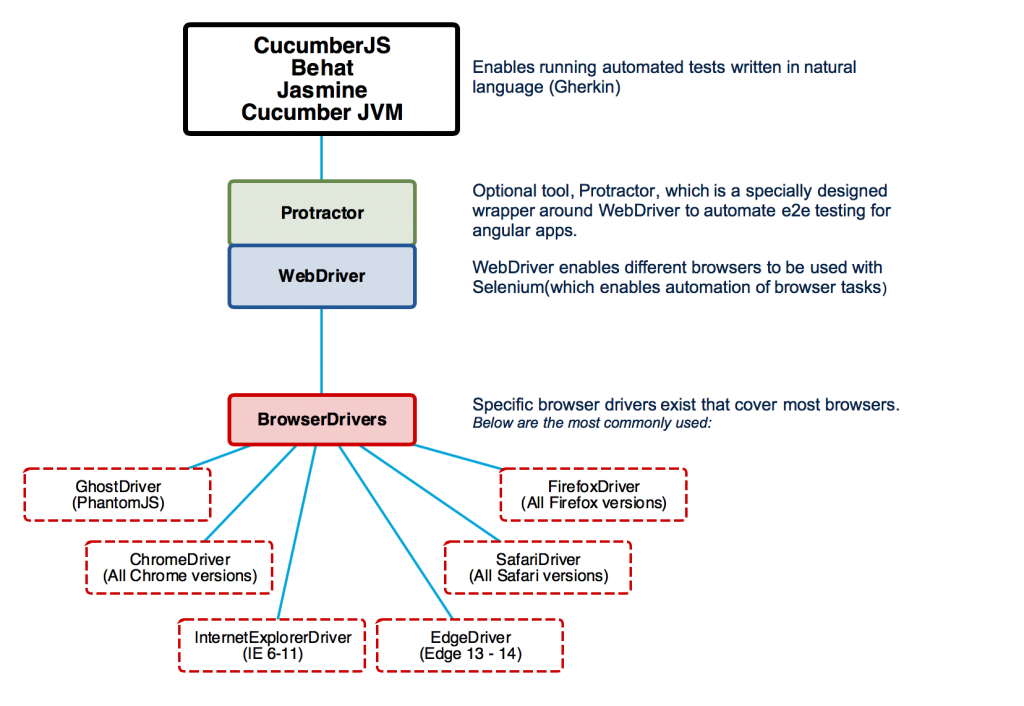 CucumberJS
Behat
Jasmine
Cucumber JVM
Enables running automated tests written in natural
language (Gherkin)
Protractor
Optional tool, Protractor, which is a specially designed
wrapper around WebDriver to automate e2e testing for
angular apps.
WebDriver
WebDriver enables different browsers to be used with
Selenium(which enables automation of browser tasks)
BrowserDrivers
Specific browser drivers exist that cover most browsers.
Below are the most commonly used:
GhostDriver
(PhantomJS)
FirefoxDriver
(All Firefox versions)
ChromeDriver
(All Chrome versions)
SafariDriver
(All Safari versions)
InternetExplorerDriver
(IE 6-11)
EdgeDriver
(Edge 13 - 14)